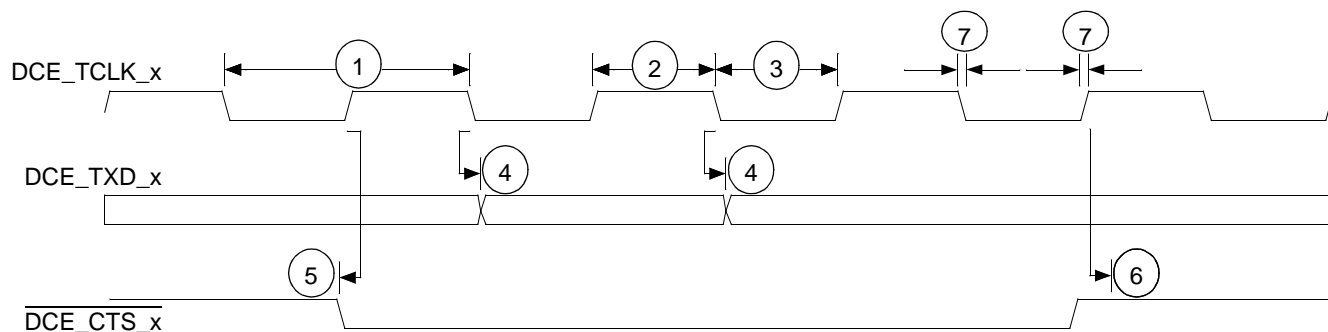 7 7
DCE_TCLK_x 1 2 3
DCE_TXD_x 4 4
5 6
DCE_CTS_x